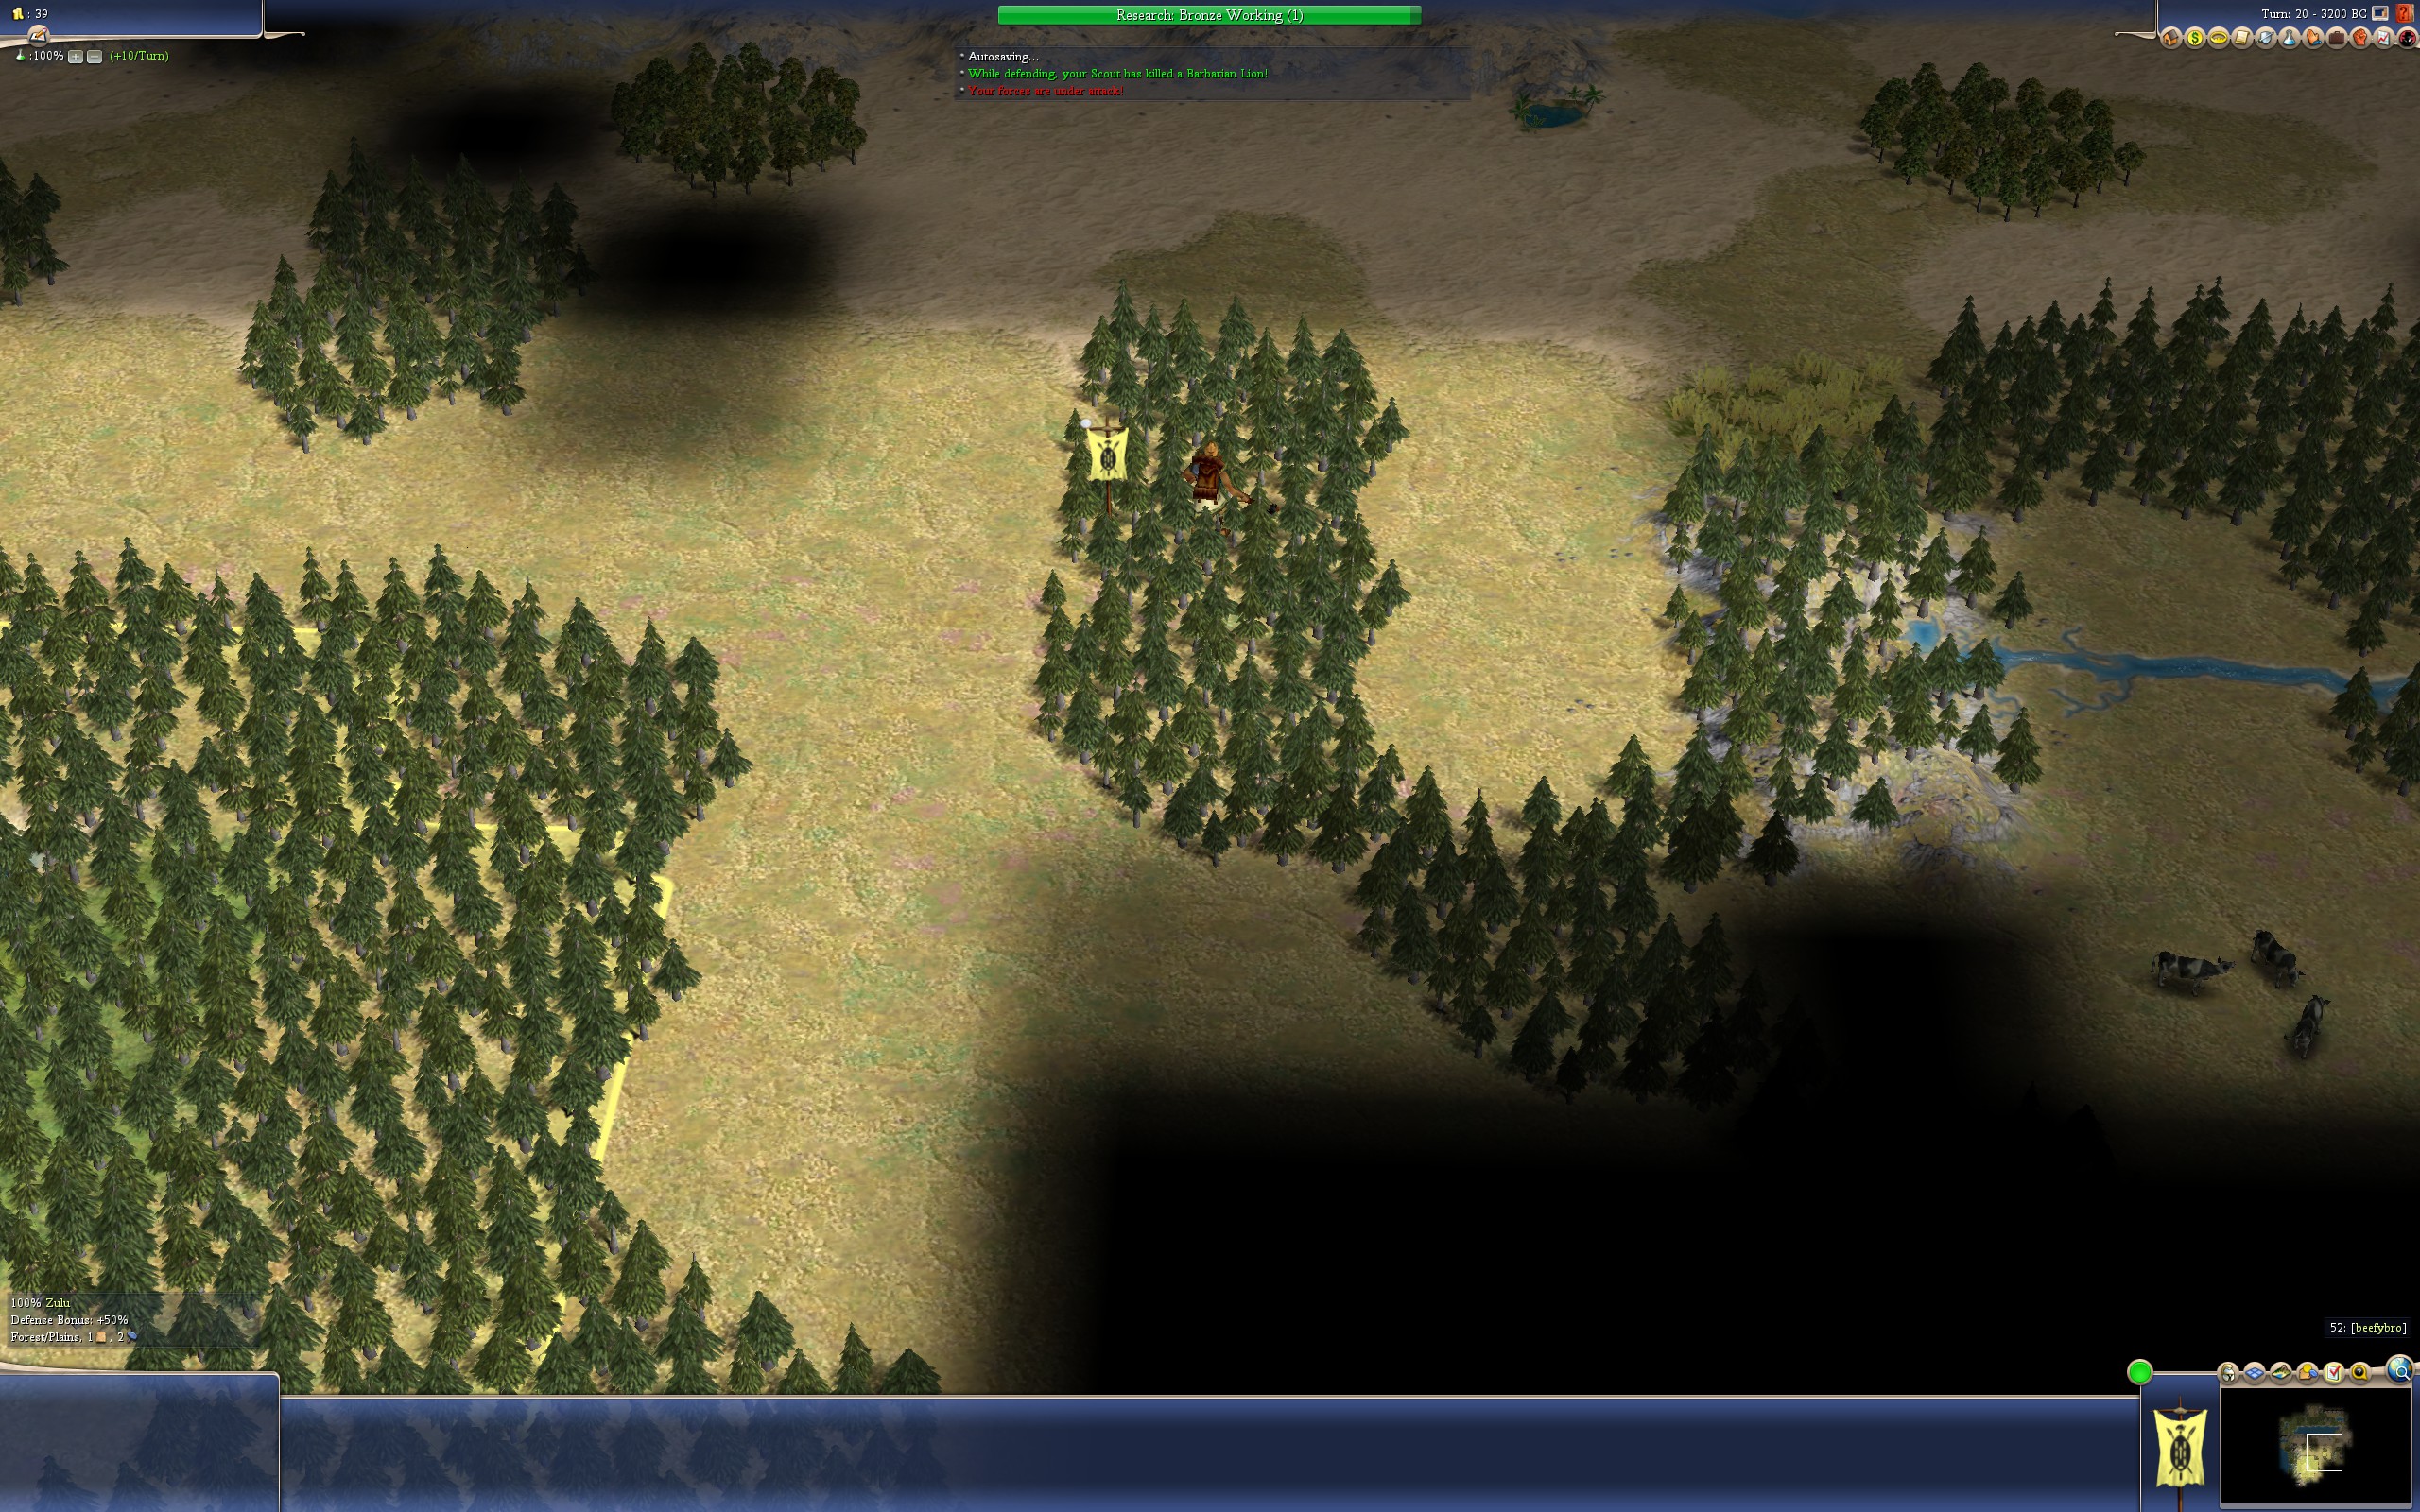 : 39
Research: Bronze Working (1)
Turn: 20 - 3200 BC
:100% (+10/Turn)
* Autosaving...
* While defending, your Scout has killed a Barbarian Lion!
* Your forces are under attack!
100% Zulu
Defense Bonus: +50%
Forest/Plains, 1 , 2
52: [beefybro]